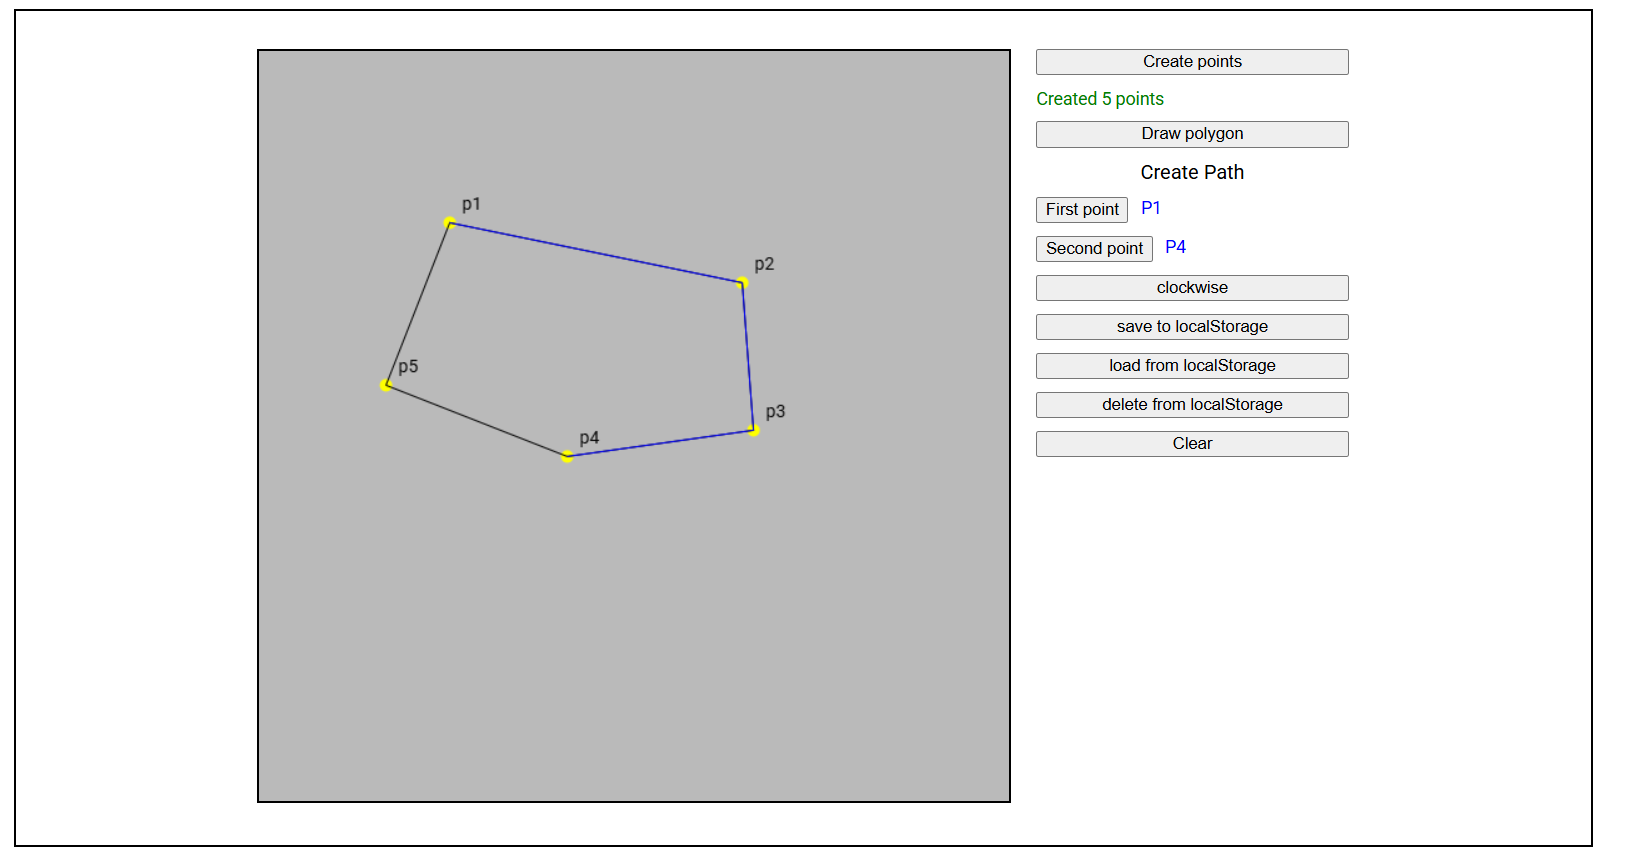 p1
p2
p5
p3
p4
Create points
Created 5 points
Draw polygon
Create Path
First point P1
Second point P4
clockwise
save to localStorage
load from localStorage
delete from localStorage
Clear